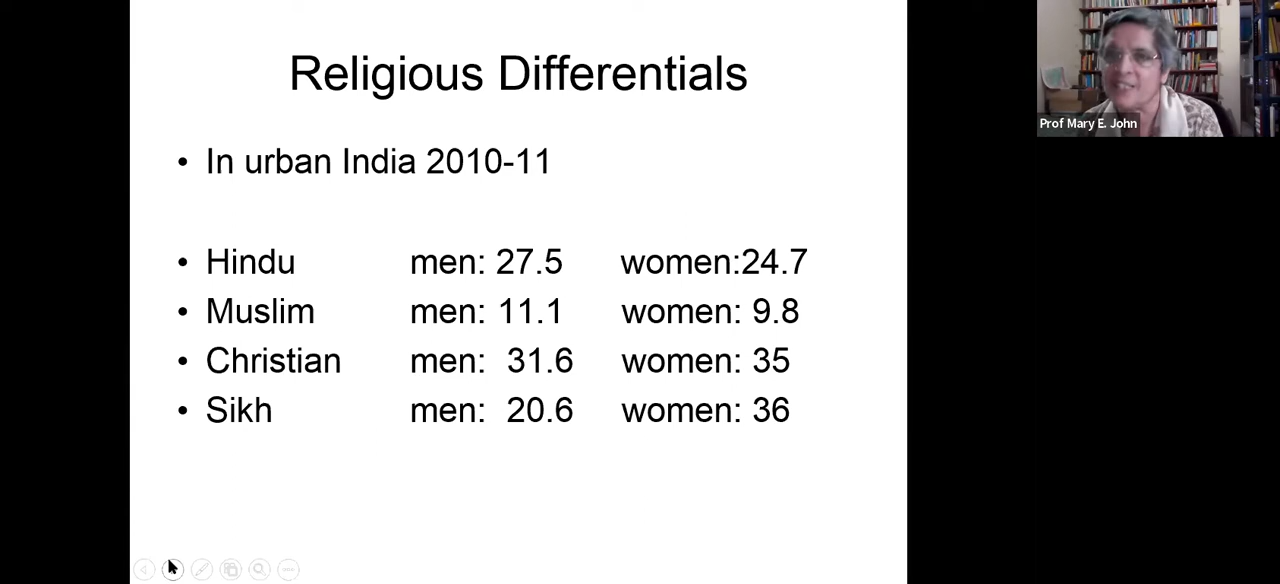 Religious Differentials
• In urban India 2010-11
• Hindu men: 27.5 women:24.7
• Muslim men: 11.1 women: 9.8
• Christian men: 31.6 women: 35
• Sikh men: 20.6 women: 36
Prof Mary E. John